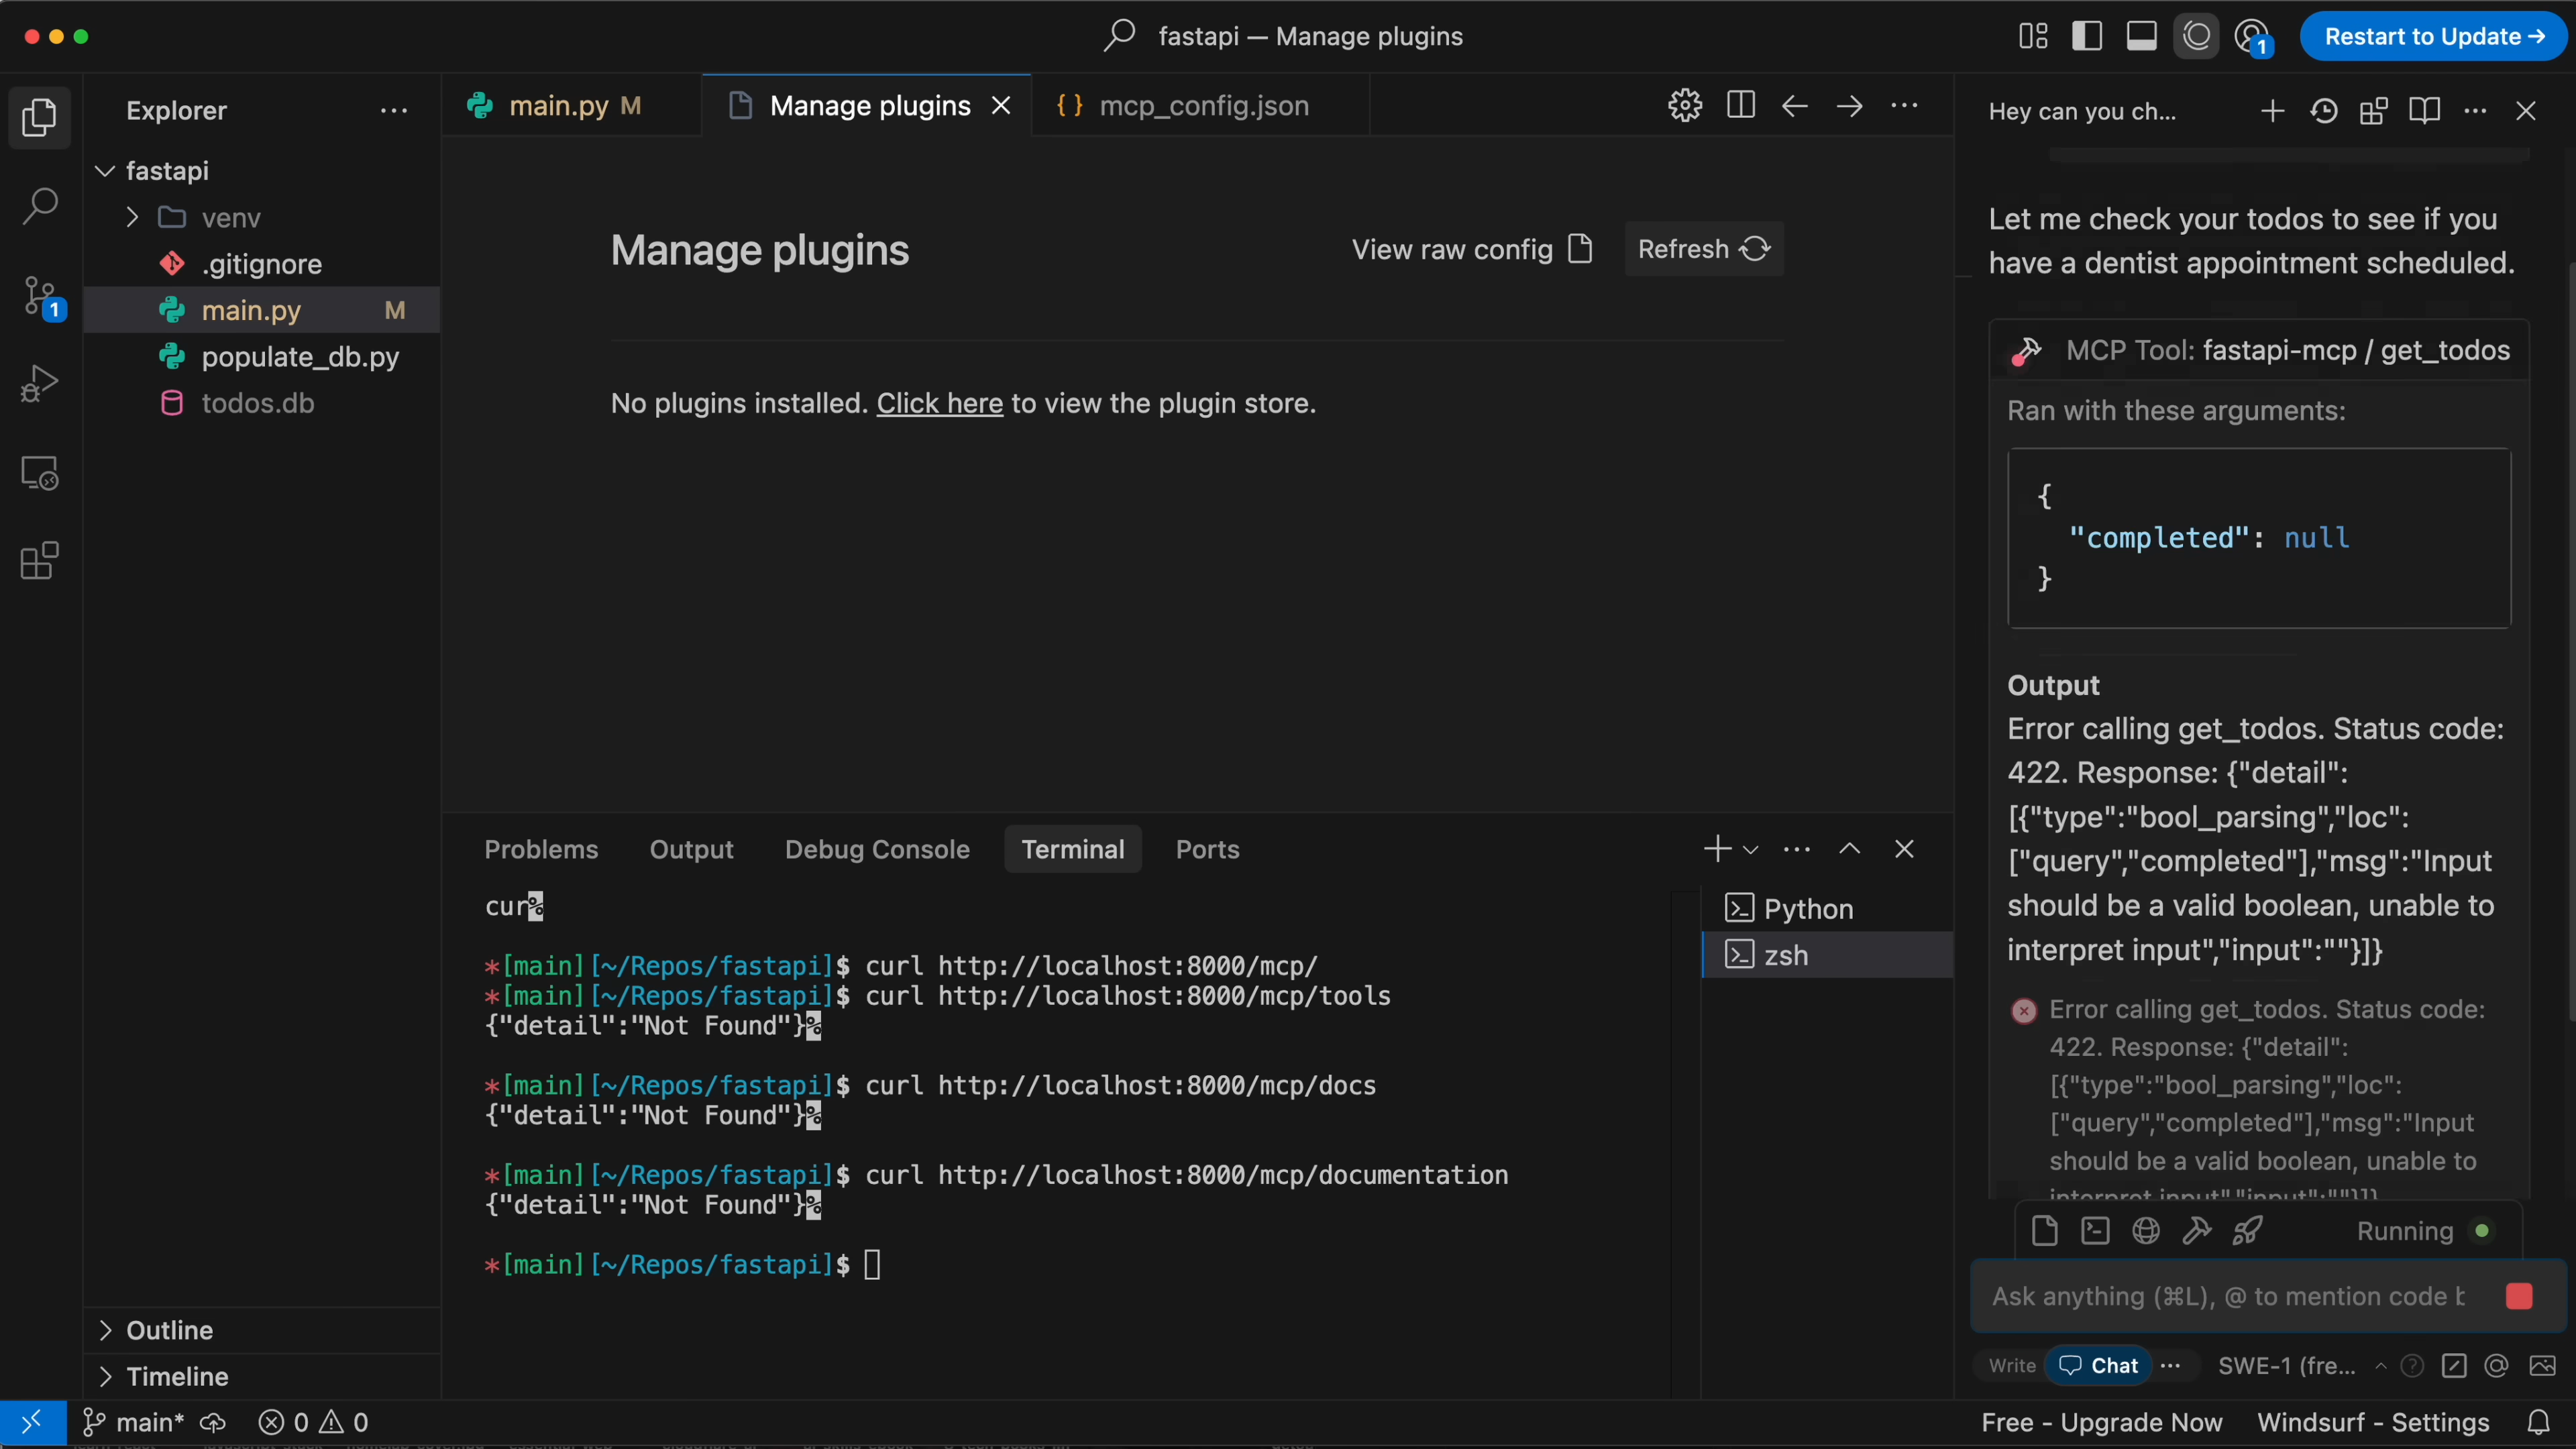 fastapi — Manage plugins
1
Restart to Update →
Explorer
fastapi
venv
.gitignore
main.py M
populate_db.py
todos.db
1
Outline
Timeline
main.py M
Manage plugins
{ } mcp_config.json
Manage plugins
View raw config
Refresh
No plugins installed. Click here to view the plugin store.
Problems
Output
Debug Console
Terminal
Ports
cur%
*[main][~/Repos/fastapi]$ curl http://localhost:8000/mcp/
*[main][~/Repos/fastapi]$ curl http://localhost:8000/mcp/tools
{"detail":"Not Found"}%
*[main][~/Repos/fastapi]$ curl http://localhost:8000/mcp/docs
{"detail":"Not Found"}%
*[main][~/Repos/fastapi]$ curl http://localhost:8000/mcp/documentation
{"detail":"Not Found"}%
*[main][~/Repos/fastapi]$
Python
zsh
Hey can you ch...
Let me check your todos to see if you
have a dentist appointment scheduled.
MCP Tool: fastapi-mcp / get_todos
Ran with these arguments:
{
"completed": null
}
Output
Error calling get_todos. Status code:
422. Response: {"detail":
[{"type":"bool_parsing","loc":
["query","completed"],"msg":"Input
should be a valid boolean, unable to
interpret input","input":""}]}
Error calling get_todos. Status code:
422. Response: {"detail":
[{"type":"bool_parsing","loc":
["query","completed"],"msg":"Input
should be a valid boolean, unable to
interpret input","input":""}]}
Running
Ask anything (⌘L), @ to mention code b
Write
Chat
SWE-1 (fre...
main*
0
0
Free - Upgrade Now
Windsurf - Settings